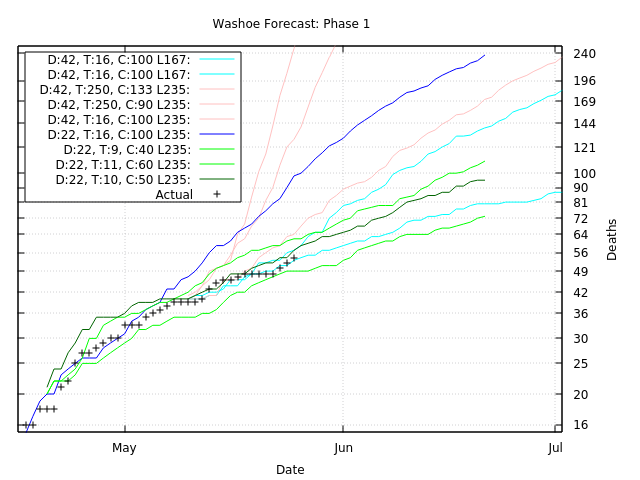 Washoe Forecast: Phase 1
D:42, T:16, C:100 L167:
D:42, T:16, C:100 L167:
D:42, T:250, C:133 L235:
D:42, T:250, C:90 L235:
D:42, T:16, C:100 L235:
D:22, T:16, C:100 L235:
D:22, T:9, C:40 L235:
D:22, T:11, C:60 L235:
D:22, T:10, C:50 L235:
Actual
240
196
169
144
121
100
90
81
72
64
56
49
42
36
30
25
20
16
Deaths
May Jun Jul
Date